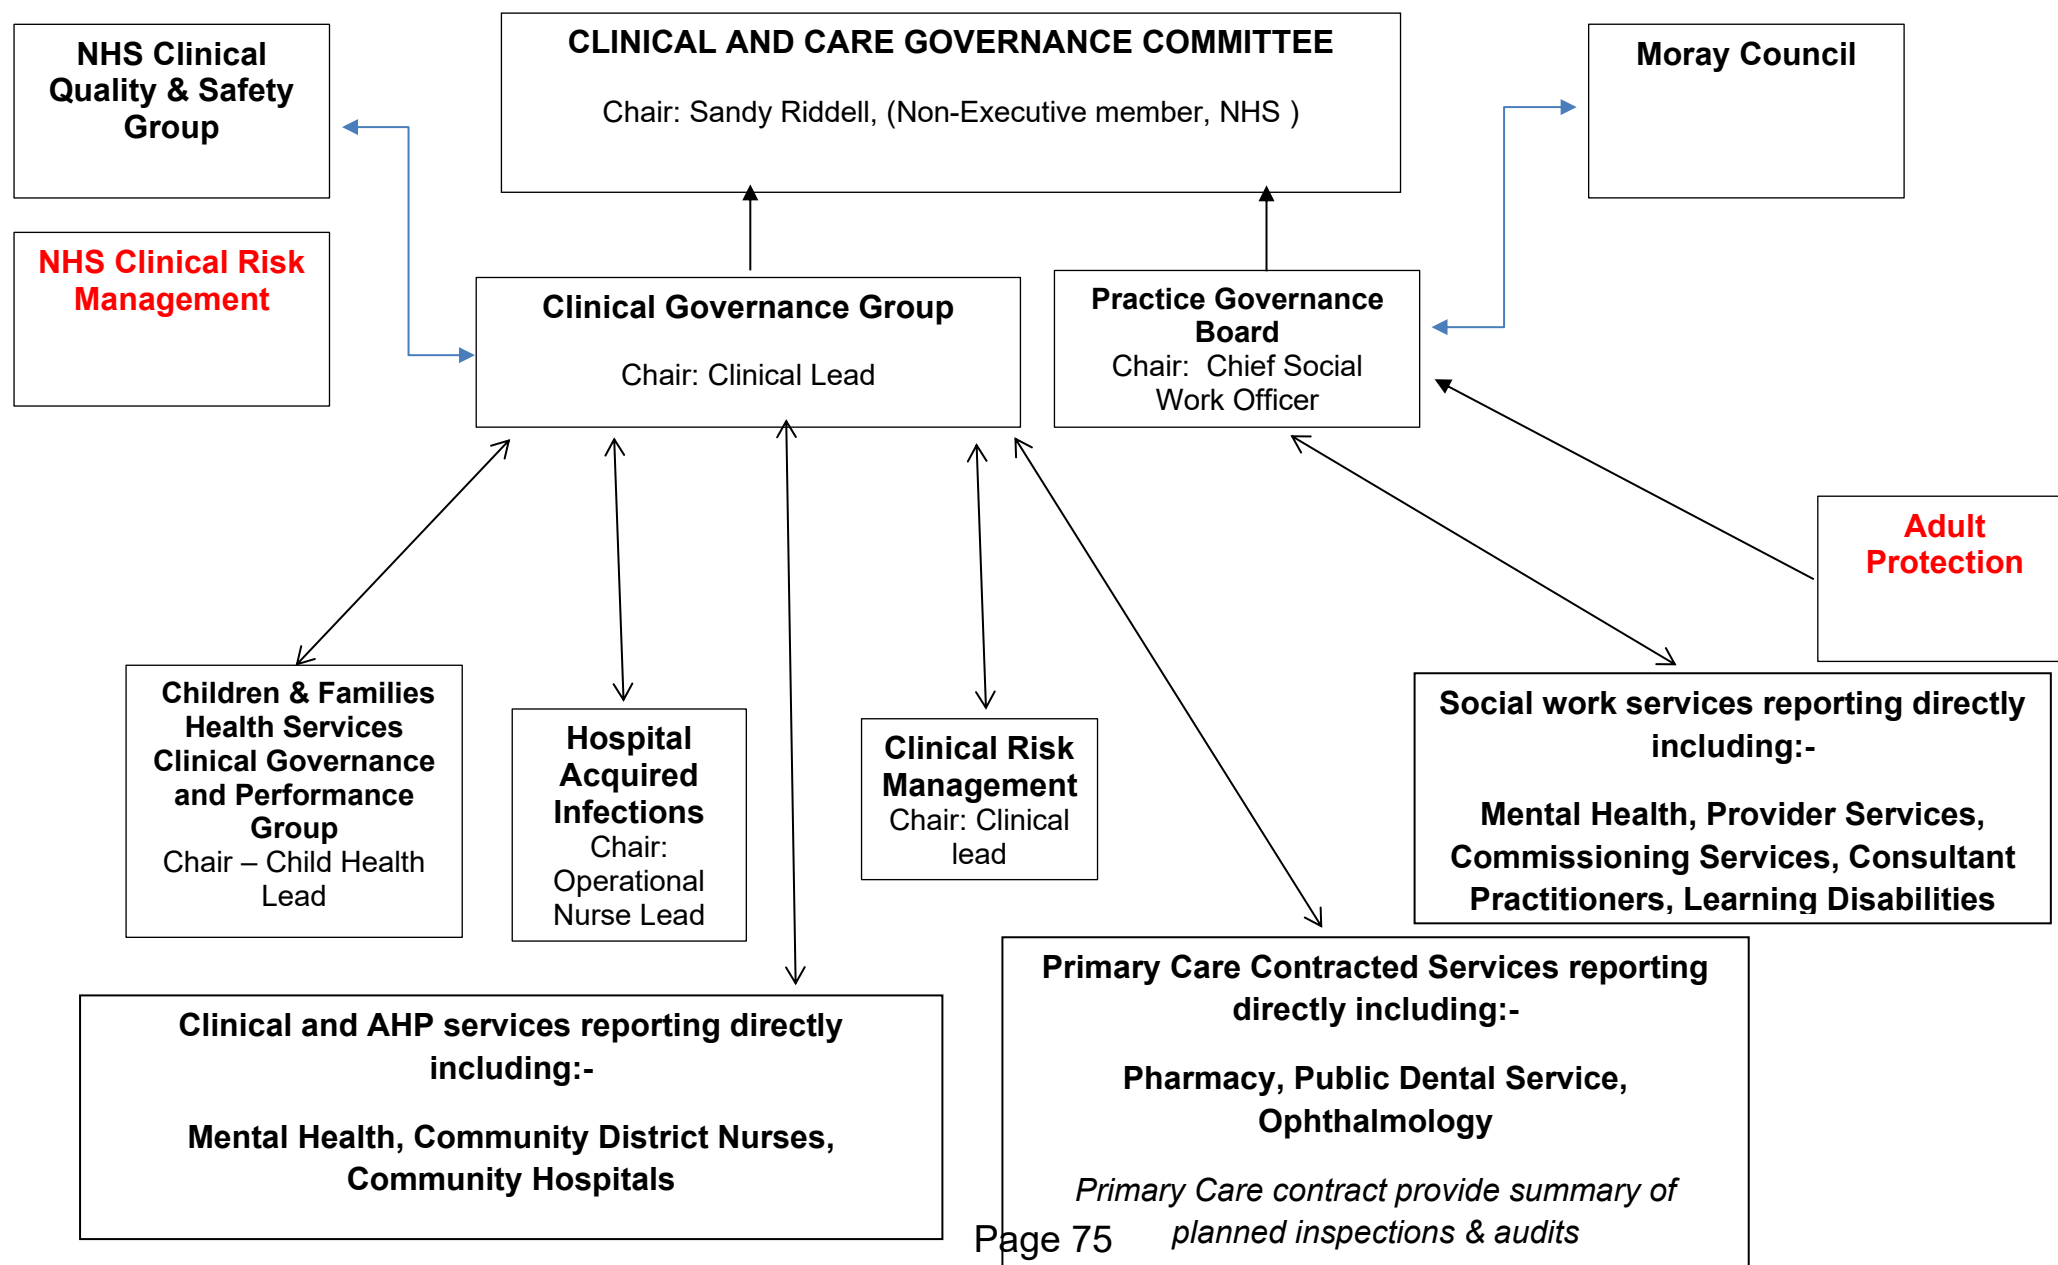 NHS Clinical
Quality & Safety
Group
CLINICAL AND CARE GOVERNANCE COMMITTEE
Chair: Sandy Riddell, (Non-Executive member, NHS )
Moray Council
NHS Clinical Risk
Management
Clinical Governance Group
Chair: Clinical Lead
Practice Governance
Board
Chair:  Chief Social
Work Officer
Adult
Protection
Children & Families
Health Services
Clinical Governance
and Performance
Group
Chair – Child Health
Lead
Hospital
Acquired
Infections
Chair:
Operational
Nurse Lead
Clinical Risk
Management
Chair: Clinical
lead
Social work services reporting directly
including:-
Mental Health, Provider Services,
Commissioning Services, Consultant
Practitioners, Learning Disabilities
Clinical and AHP services reporting directly
including:-
Mental Health, Community District Nurses,
Community Hospitals
Primary Care Contracted Services reporting
directly including:-
Pharmacy, Public Dental Service,
Ophthalmology
Primary Care contract provide summary of
planned inspections & audits
Page 75